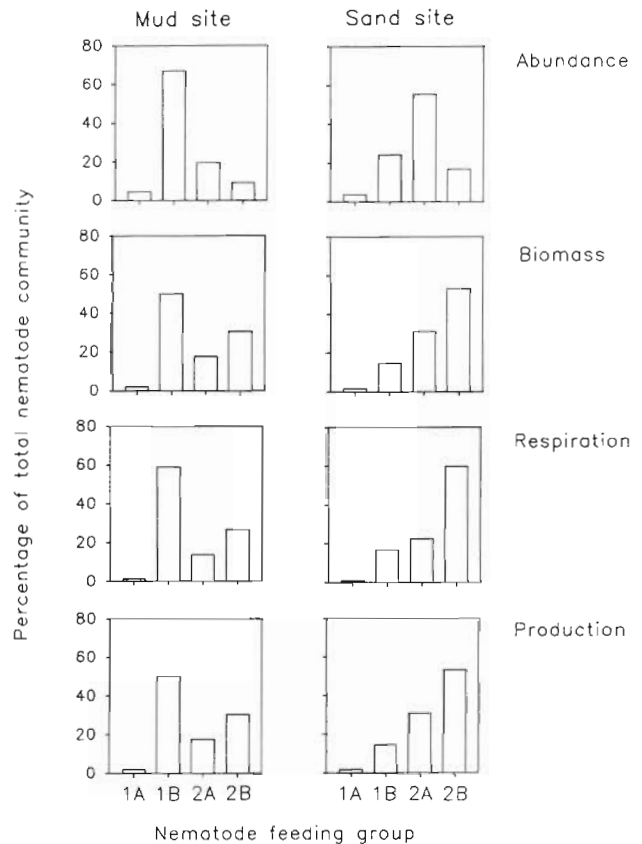 Mud site
Sand site
80
60
40
20
0
Abundance
80
60
40
20
0
Biomass
80
60
40
20
0
Respiration
80
60
40
20
0
Production
1A 1B 2A 2B
1A 1B 2A 2B
Percentage of total nematode community
Nematode feeding group